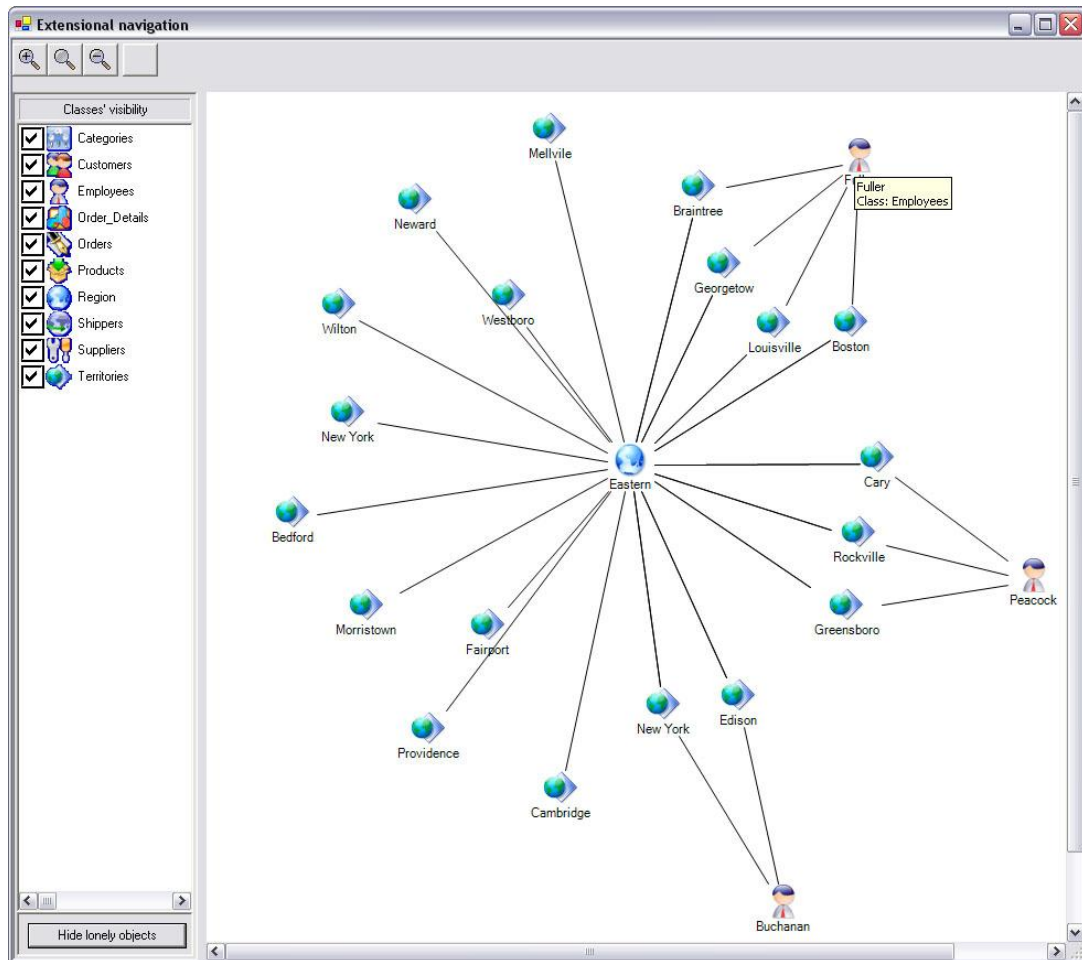 Extensional navigation
Classes' visibility
Categories
Customers
Employees
Order_Details
Orders
Products
Region
Shippers
Suppliers
Territories
Hide lonely objects
Mellvile
Neward
Braintree
Fuller
Class: Employees
Georgetow
Westboro
Wilton
Louisville
Boston
New York
Cary
Eastern
Bedford
Rockville
Peacock
Morristown
Greensboro
Fairport
New York
Edison
Providence
Cambridge
Buchanan